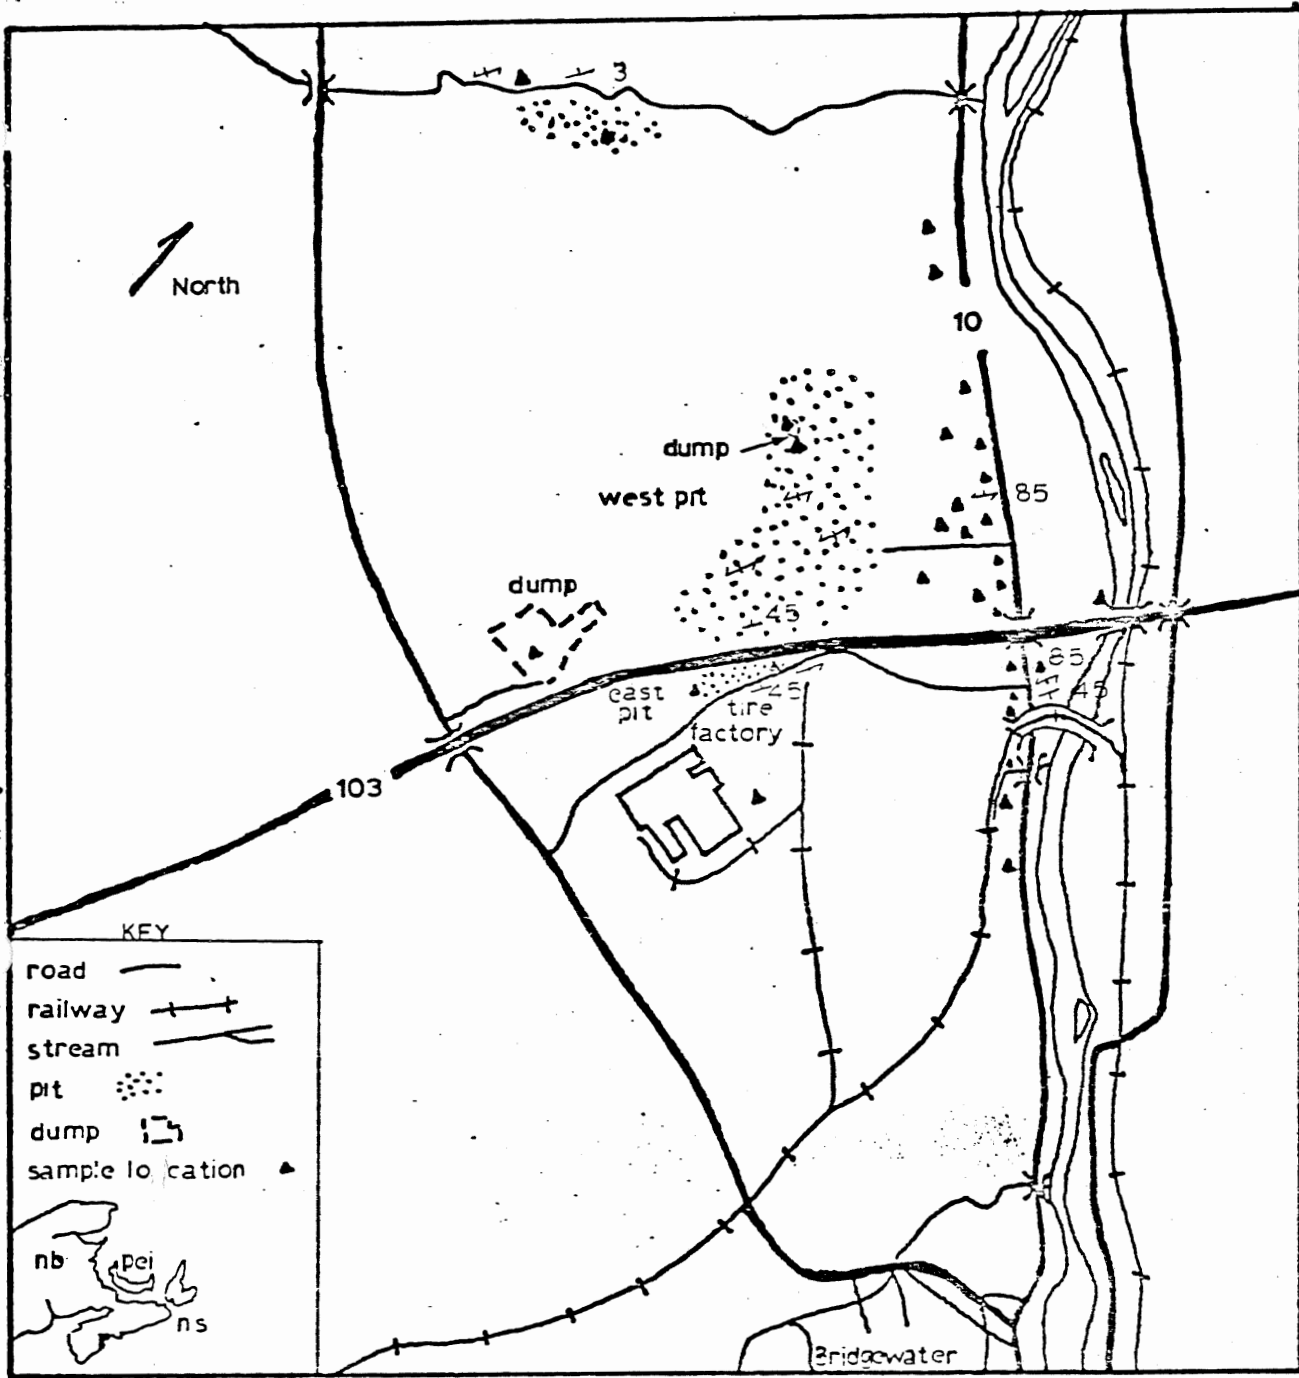 3
North
10
dump
west pit
85
dump
45
85
east
pit
45
45
tire
factory
103
KEY
road
railway
stream
pit
dump
sample location
nb
pei
ns
Bridgewater